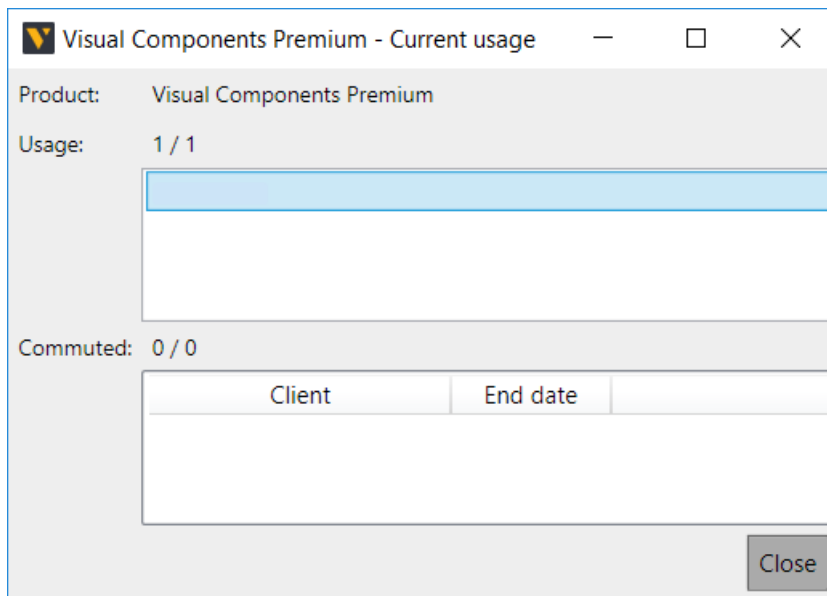 Visual Components Premium - Current usage
Product: Visual Components Premium
Usage: 1 / 1
Commuted: 0 / 0
Client End date
Close